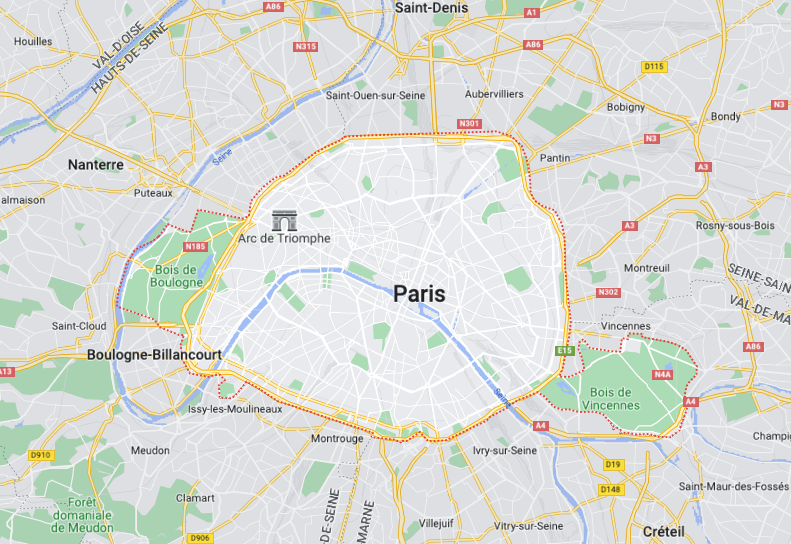 Saint-Denis
A86
A1
Houilles
VAL-D'OISE
HAUTS-DE-SEINE
N315
A86
D115
Saint-Ouen-sur-Seine
Aubervilliers
Bobigny
N3
Bondy
N301
N3
Seine
Pantin
Nanterre
A3
Puteaux
almaison
Arc de Triomphe
N185
A3
Rosny-sous-Bois
Bois de
Boulogne
Montreuil
SEINE-SAIN
Paris
N302
VAL-DE-MA
Saint-Cloud
Vincennes
Boulogne-Billancourt
E15
A86
A13
N4A
Seine
Bois de
Vincennes
A4
Issy-les-Moulineaux
A4
Montrouge
Champi
Meudon
Ivry-sur-Seine
D910
D19
Forêt
domaniale
de Meudon
Clamart
D148
Saint-Maur-des-Fossés
DE-SEINE
MARNE
Villejuif
Vitry-sur-Seine
Créteil
D906